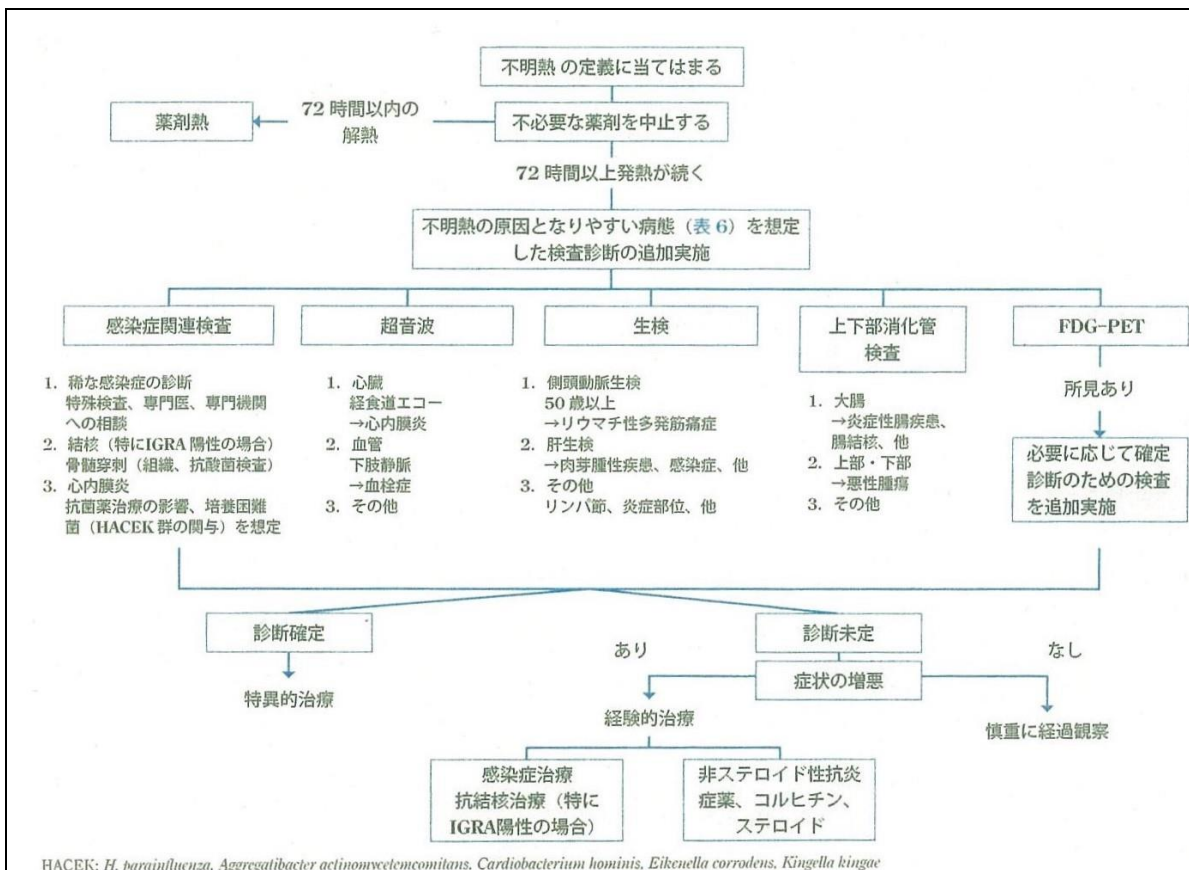 不明熱 の定義に当てはまる
薬剤熱
72 時間以内の
解熱
不必要な薬剤を中止する
72 時間以上発熱が続く
不明熱の原因となりやすい病態（表 6）を想定
した検査診断の追加実施
感染症関連検査
1. 稀な感染症の診断
特殊検査、専門医、専門機関
への相談
2. 結核（特にIGRA 陽性の場合）
骨髄穿刺（組織、抗酸菌検査）
3. 心内膜炎
抗菌薬治療の影響、培養困難
菌（HACEK 群の関与）を想定
超音波
1. 心臓
経食道エコー
→心内膜炎
2. 血管
下肢静脈
→血栓症
3. その他
生検
1. 側頭動脈生検
50 歳以上
→リウマチ性多発筋痛症
2. 肝生検
→肉芽腫性疾患、感染症、他
3. その他
リンパ節、炎症部位、他
上下部消化管
検査
1. 大腸
→炎症性腸疾患、
腸結核、他
2. 上部・下部
→悪性腫瘍
3. その他
FDG-PET
所見あり
必要に応じて確定
診断のための検査
を追加実施
診断確定
特異的治療
診断未定
症状の増悪
あり
なし
経験的治療
慎重に経過観察
感染症治療
抗結核治療（特に
IGRA陽性の場合）
非ステロイド性抗炎
症薬、コルヒチン、
ステロイド
HACEK: H. barainfluenza, Aggregatibacter actinomycetemcomitans, Cardiobacterium hominis, Eikenella corrodens, Kingella kingae